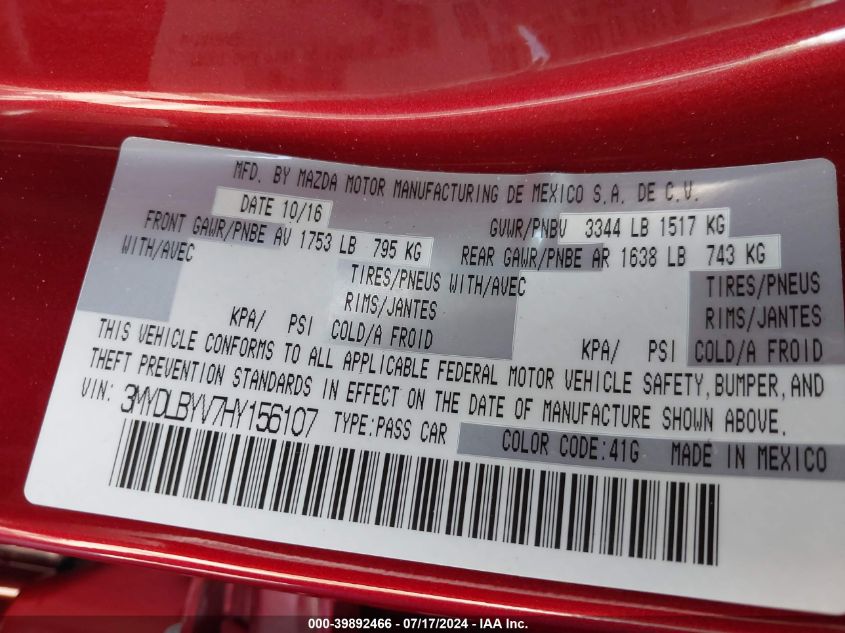 MFD. BY MAZDA MOTOR MANUFACTURING DE MEXICO S.A. DE C.V.
DATE 10/16 GVWR/PNBV 3344 LB 1517 KG
FRONT GAWR/PNBE AV 1753 LB 795 KG REAR GAWR/PNBE AR 1638 LB 743 KG
WITH/AVEC TIRES/PNEUS WITH/AVEC TIRES/PNEUS
RIMS/JANTES RIMS/JANTES
KPA/ PSI COLD/A FROID KPA/ PSI COLD/A FROID
THIS VEHICLE CONFORMS TO ALL APPLICABLE FEDERAL MOTOR VEHICLE SAFETY, BUMPER, AND
THEFT PREVENTION STANDARDS IN EFFECT ON THE DATE OF MANUFACTURE SHOWN ABOVE.
VIN: 3MYDLBYV7HY156107 TYPE:PASS CAR COLOR CODE:41G MADE IN MEXICO
000-39892466 / 07/17/2024 - IAAI.com